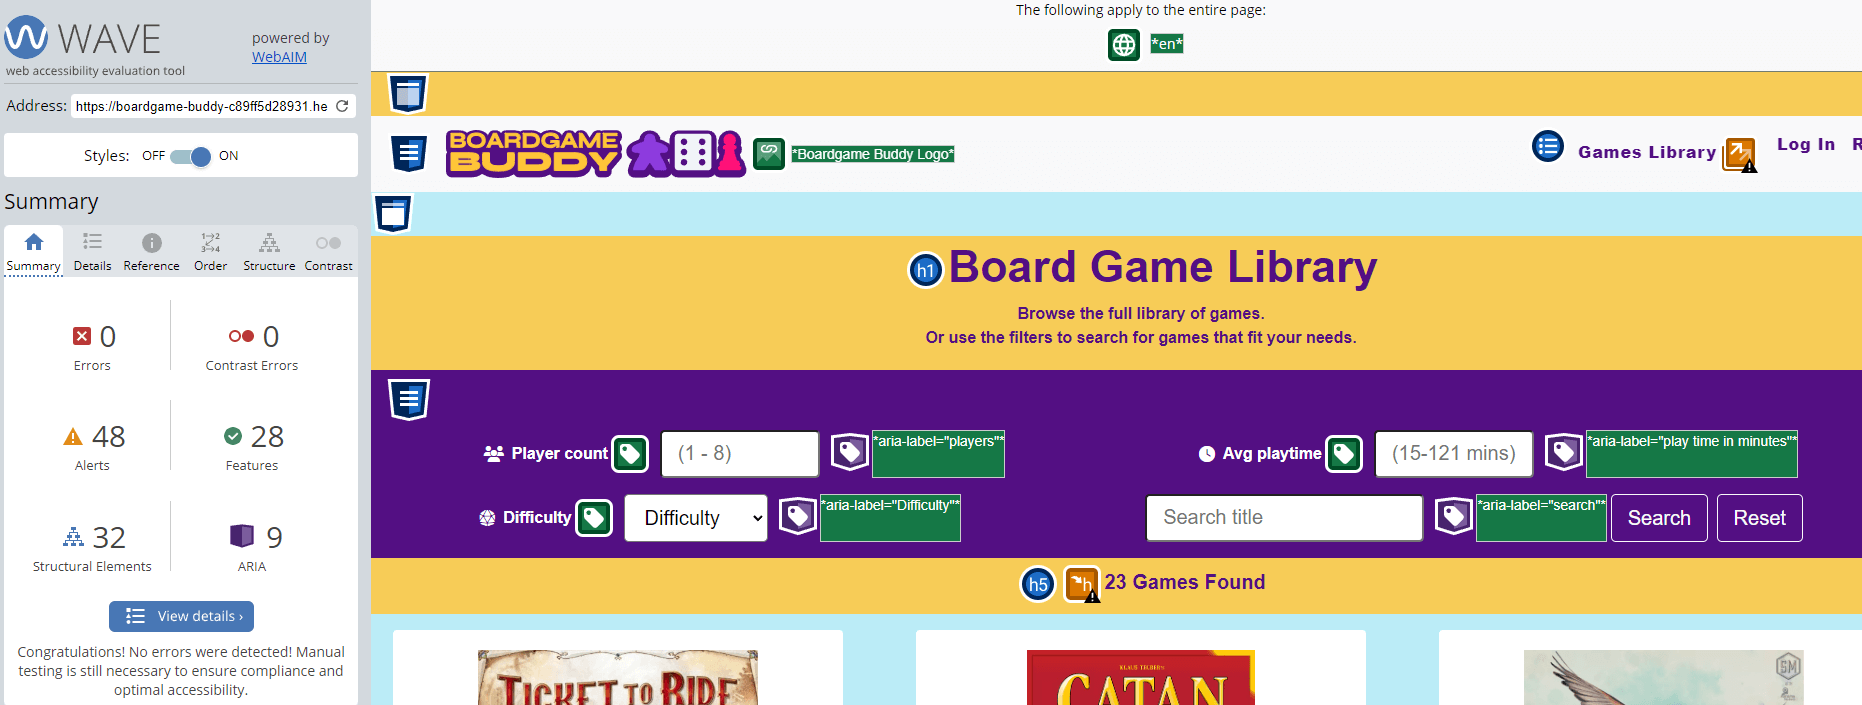 WAVE
web accessibility evaluation tool
powered by
WebAIM
Address: https://boardgame-buddy-c89ff5d28931.he
Styles: OFF ON
Summary
Summary Details Reference Order Structure Contrast
0
Errors
0
Contrast Errors
48
Alerts
28
Features
32
Structural Elements
9
ARIA
View details ›
Congratulations! No errors were detected! Manual
testing is still necessary to ensure compliance and
optimal accessibility.
The following apply to the entire page:
*en*
BOARDGAME
BUDDY
*Boardgame Buddy Logo*
Games Library
Log In
R
h1 Board Game Library
Browse the full library of games.
Or use the filters to search for games that fit your needs.
Player count (1 - 8) *aria-label="players"*
Avg playtime (15-121 mins) *aria-label="play time in minutes"*
Difficulty Difficulty *aria-label="Difficulty"*
Search title *aria-label="search"* Search Reset
h5 h 23 Games Found
TICKET TO RIDE
KLAUS TEUBER'S
CATAN
SM